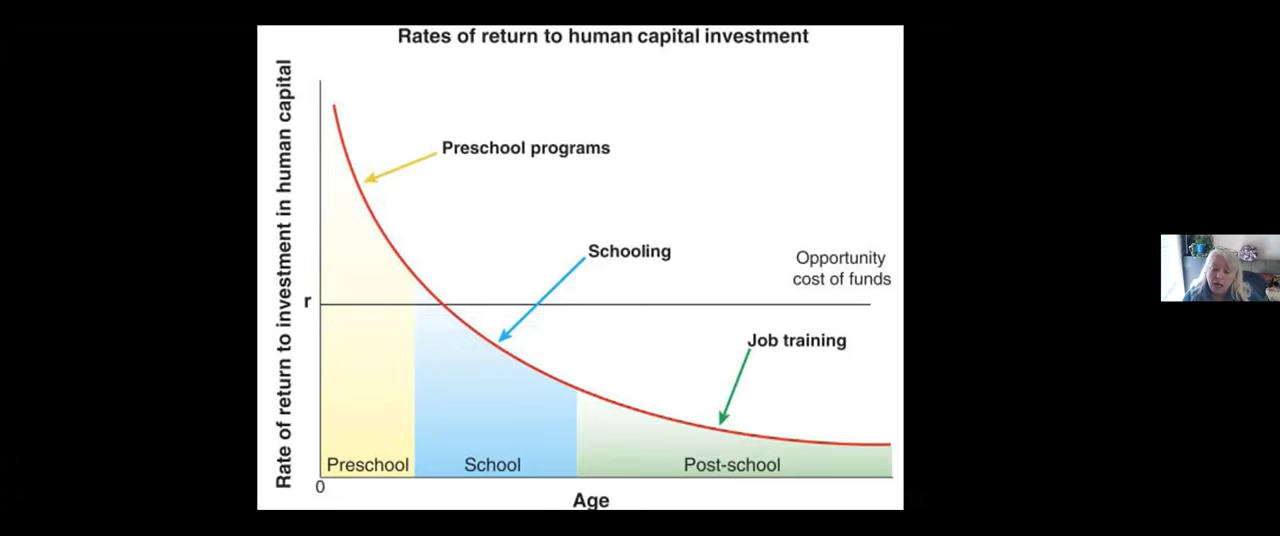 Rates of return to human capital investment
Rate of return to investment in human capital
Preschool programs
Schooling
Opportunity
cost of funds
r
Job training
Preschool
School
Post-school
0
Age